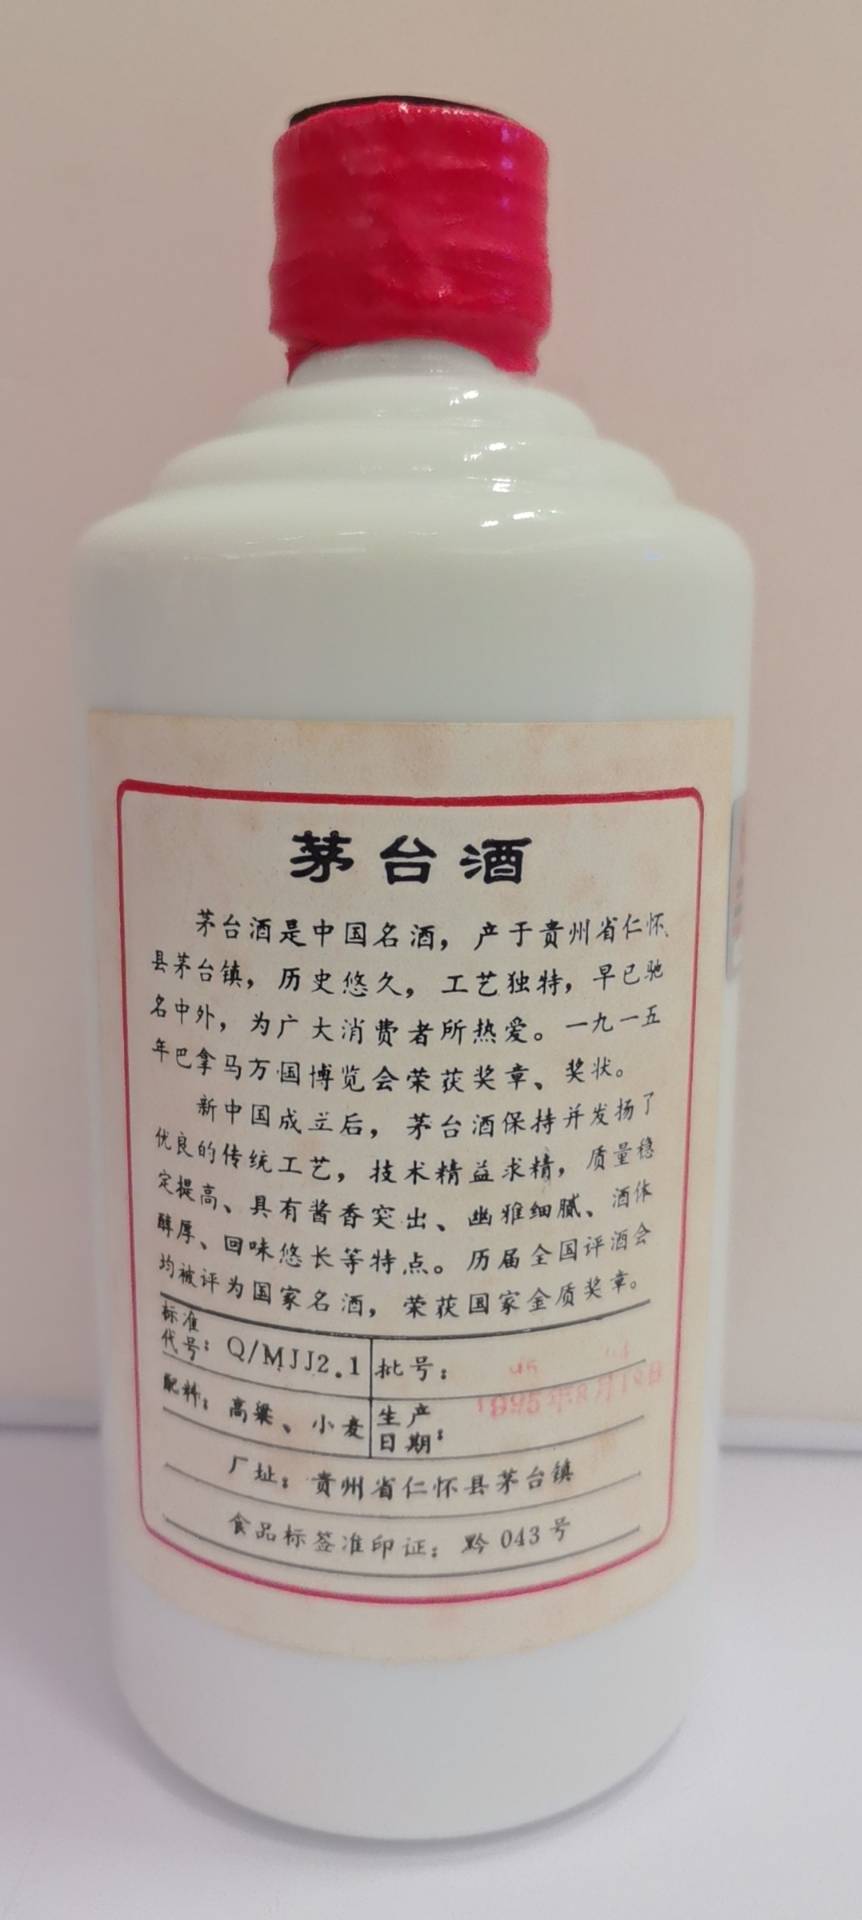 茅台酒
茅台酒是中国名酒，产于贵州省仁怀
县茅台镇，历史悠久，工艺独特，早已驰
名中外，为广大消费者所热爱。一九一五
年巴拿马万国博览会荣获奖章、奖状。
新中国成立后，茅台酒保持并发扬了
优良的传统工艺，技术精益求精，质量稳
定提高、具有酱香突出、幽雅细腻、酒体
醇厚、回味悠长等特点。历届全国评酒会
均被评为国家名酒，荣获国家金质奖章。
标准代号：Q/MJJ2.1 批号：
配料：高粱、小麦 生产日期：1995年
厂址：贵州省仁怀县茅台镇
食品标签准印证：黔 043 号